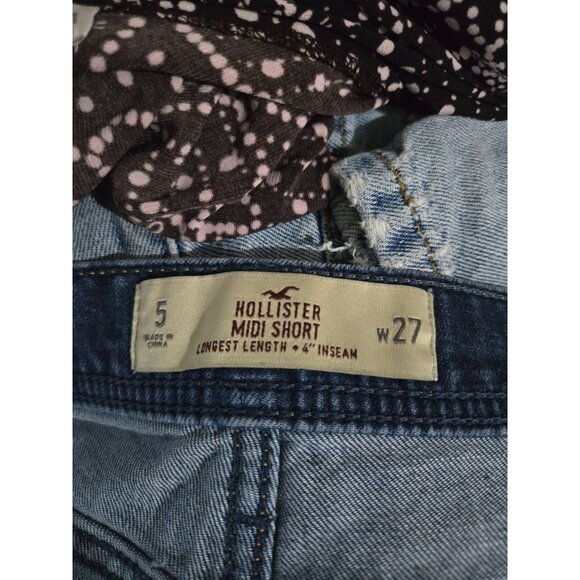 5
MADE IN
CHINA
HOLLISTER
MIDI SHORT
LONGEST LENGTH • 4" INSEAM
W27